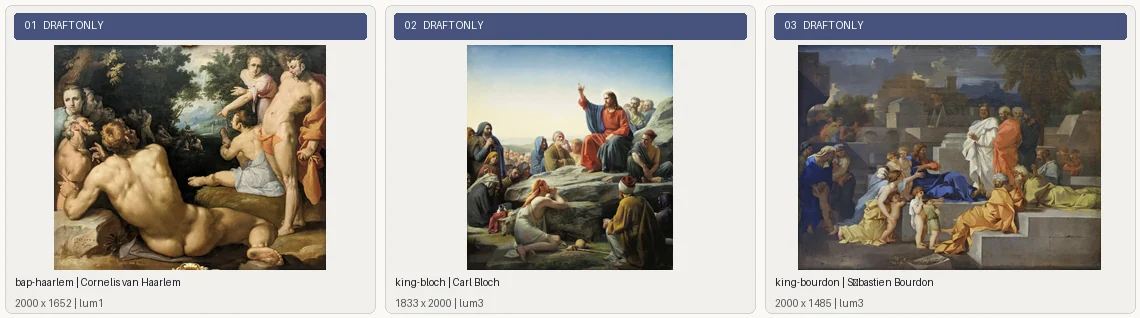 01 DRAFTONLY
bap-haarlem | Cornelis van Haarlem
2000 x 1652 | lum1
02 DRAFTONLY
king-bloch | Carl Bloch
1833 x 2000 | lum3
03 DRAFTONLY
king-bourdon | S▯bastien Bourdon
2000 x 1485 | lum3